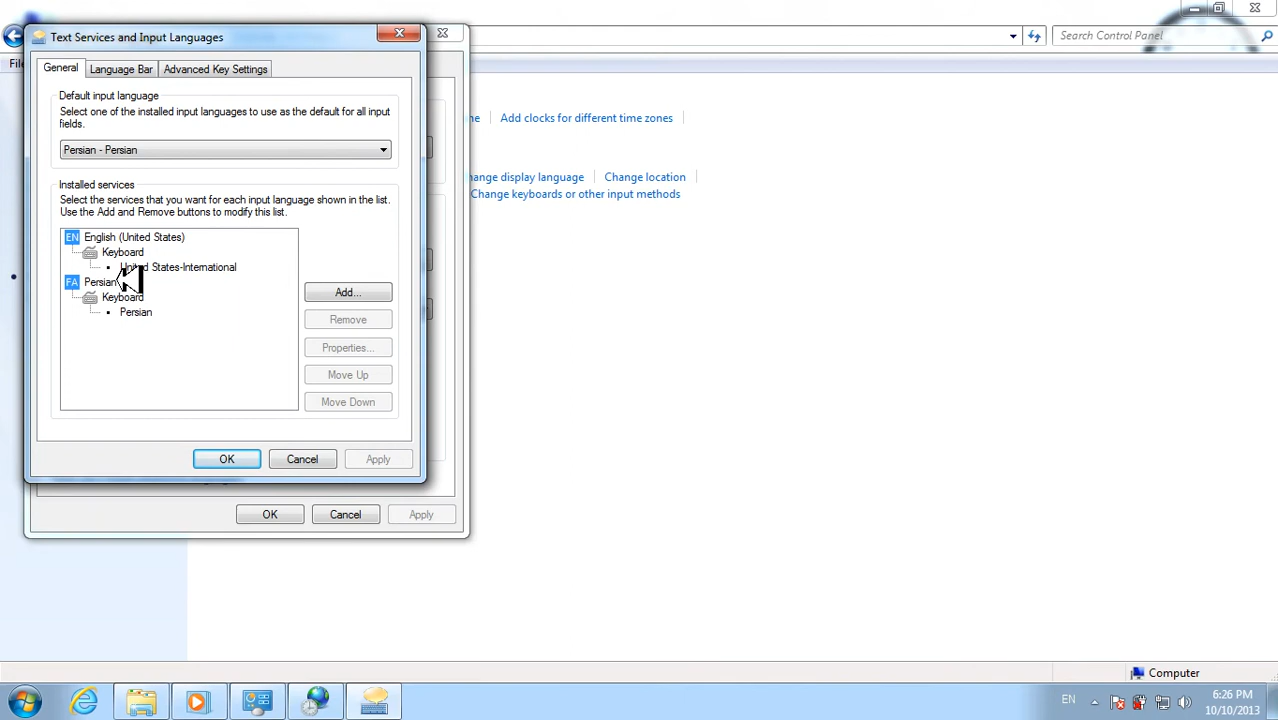 Text Services and Input Languages
Search Control Panel
General
Language Bar
Advanced Key Settings
Default input language
Select one of the installed input languages to use as the default for all input
fields.
Persian - Persian
Add clocks for different time zones
hange display language
Change location
Change keyboards or other input methods
Installed services
Select the services that you want for each input language shown in the list.
Use the Add and Remove buttons to modify this list.
EN English (United States)
Keyboard
United States-International
FA Persian
Keyboard
Persian
Add...
Remove
Properties...
Move Up
Move Down
OK
Cancel
Apply
OK
Cancel
Apply
Computer
EN
6:26 PM
10/10/2013